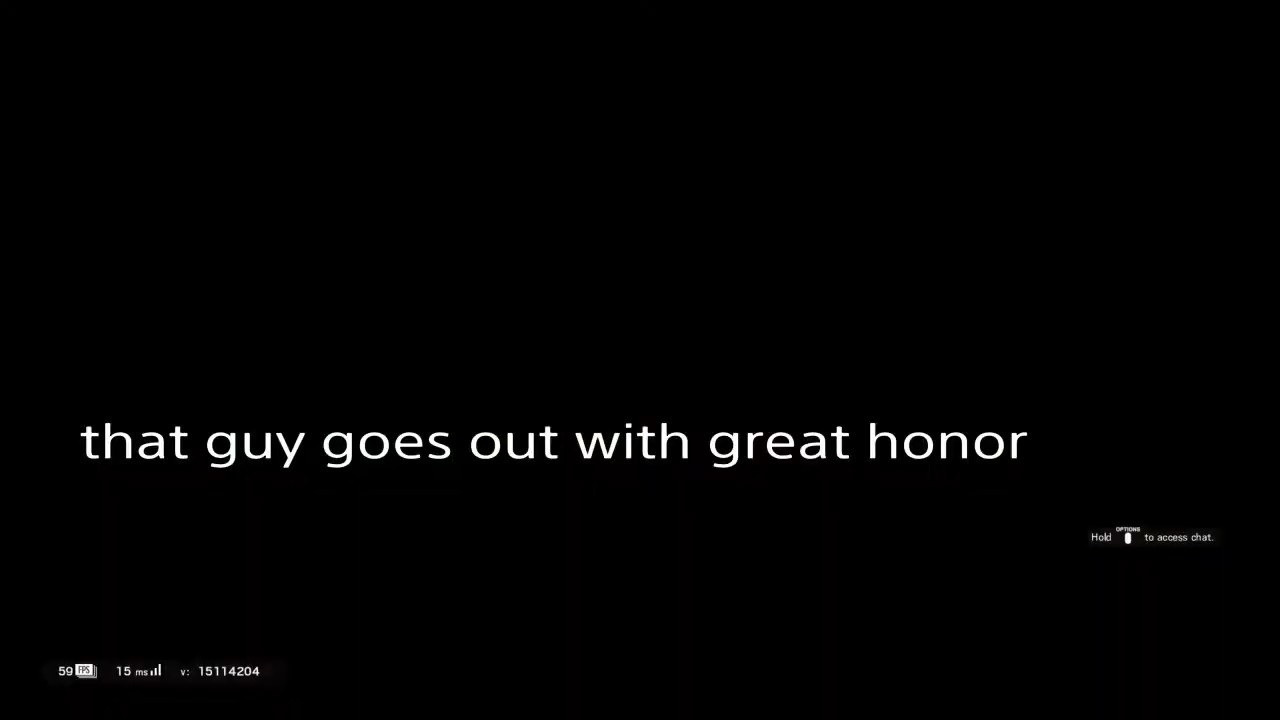 that guy goes out with great honor
OPTIONS
Hold to access chat.
59 FPS 15 ms v: 15114204